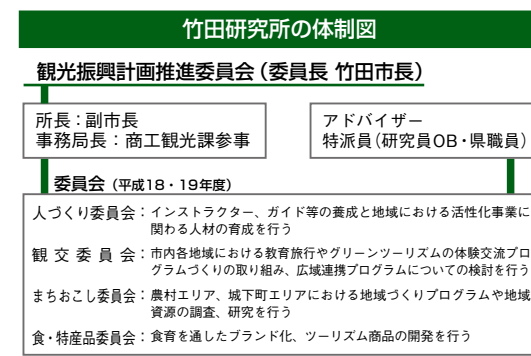 竹田研究所の体制図
観光振興計画推進委員会（委員長 竹田市長）
所長：副市長
事務局長：商工観光課参事
アドバイザー
特派員（研究員OB・県職員）
委員会（平成18・19年度）
人づくり委員会：インストラクター、ガイド等の養成と地域における活性化事業に
関わる人材の育成を行う
観交委員会：市内各地域における教育旅行やグリーンツーリズムの体験交流プロ
グラムづくりの取り組み、広域連携プログラムについての検討を行う
まちおこし委員会：農村エリア、城下町エリアにおける地域づくりプログラムや地域
資源の調査、研究を行う
食・特産品委員会：食育を通したブランド化、ツーリズム商品の開発を行う